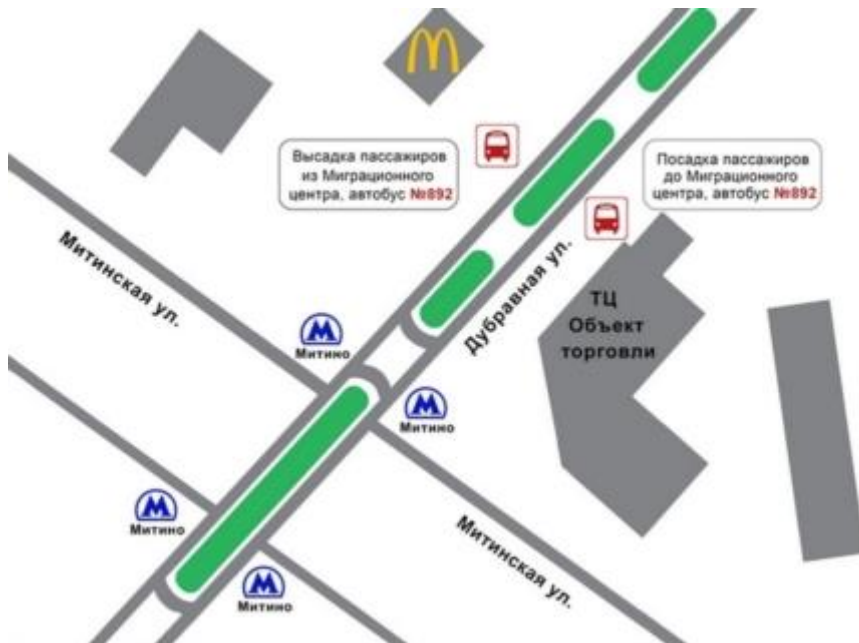 Высадка пассажиров
из Миграционного
центра, автобус №892
Посадка пассажиров
до Миграционного
центра, автобус №892
Митинская ул.
Дубравная ул.
ТЦ
Объект
торговли
Митино
Митино
Митино
Митино
Митинская ул.